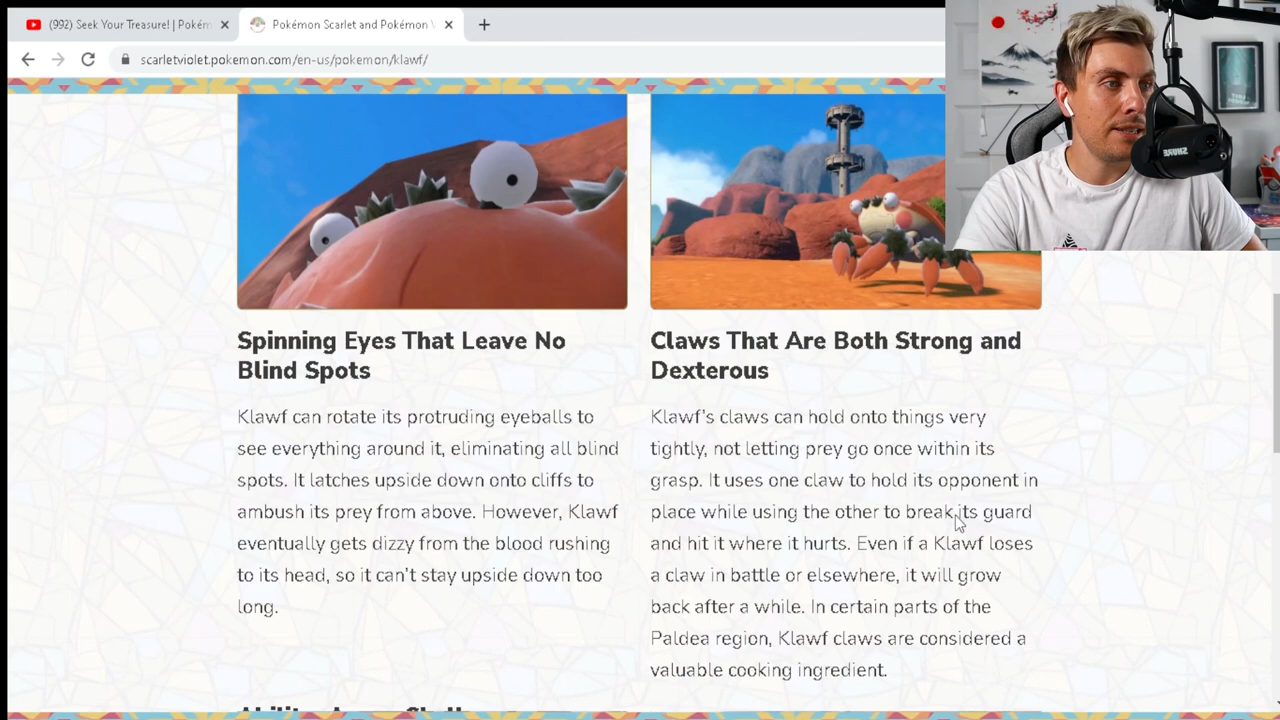 (992) Seek Your Treasure! | Pokém
Pokémon Scarlet and Pokémon V
scarletviolet.pokemon.com/en-us/pokemon/klawf/
SHURE
Spinning Eyes That Leave No
Blind Spots
Klawf can rotate its protruding eyeballs to
see everything around it, eliminating all blind
spots. It latches upside down onto cliffs to
ambush its prey from above. However, Klawf
eventually gets dizzy from the blood rushing
to its head, so it can't stay upside down too
long.
Claws That Are Both Strong and
Dexterous
Klawf's claws can hold onto things very
tightly, not letting prey go once within its
grasp. It uses one claw to hold its opponent in
place while using the other to break its guard
and hit it where it hurts. Even if a Klawf loses
a claw in battle or elsewhere, it will grow
back after a while. In certain parts of the
Paldea region, Klawf claws are considered a
valuable cooking ingredient.